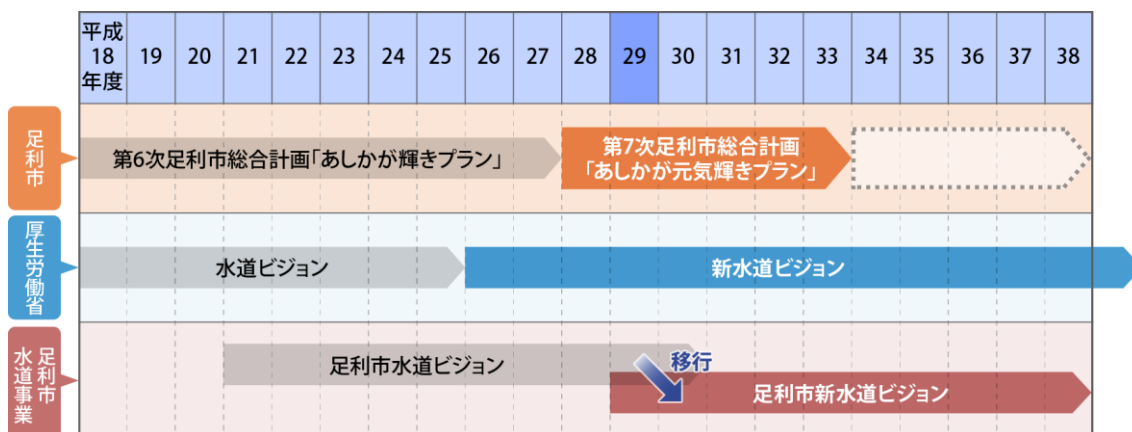 平成
18
年度
19
20
21
22
23
24
25
26
27
28
29
30
31
32
33
34
35
36
37
38
足利市
第6次足利市総合計画「あしかが輝きプラン」
第7次足利市総合計画
「あしかが元気輝きプラン」
厚生労働省
水道ビジョン
新水道ビジョン
足利市
水道事業
足利市水道ビジョン
移行
足利市新水道ビジョン